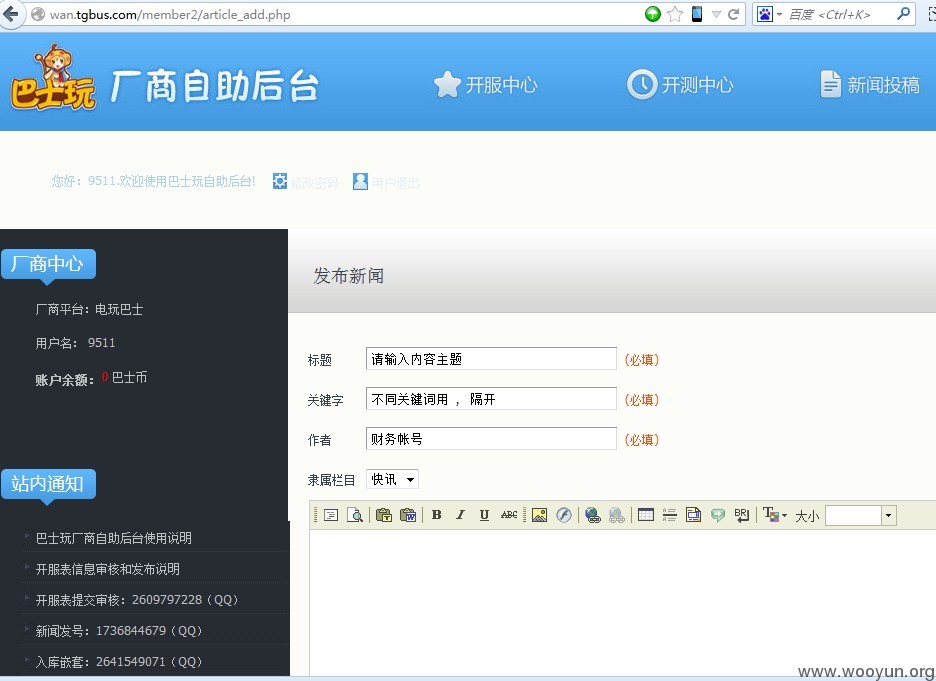 wan.tgbus.com/member2/article_add.php
百度 <Ctrl+K>
巴士玩 厂商自助后台 开服中心 开测中心 新闻投稿
您好：9511.欢迎使用巴士玩自助后台! 修改密码 用户退出
厂商中心
厂商平台：电玩巴士
用户名： 9511
账户余额：0 巴士币
站内通知
巴士玩厂商自助后台使用说明
开服表信息审核和发布说明
开服表提交审核：2609797228（QQ）
新闻发号：1736844679（QQ）
入库嵌套：2641549071（QQ）
发布新闻
标题 请输入内容主题 （必填）
关键字 不同关键词用 ， 隔开 （必填）
作者 财务帐号 （必填）
隶属栏目 快讯
B I U ABC BR 大小
www.wooyun.org